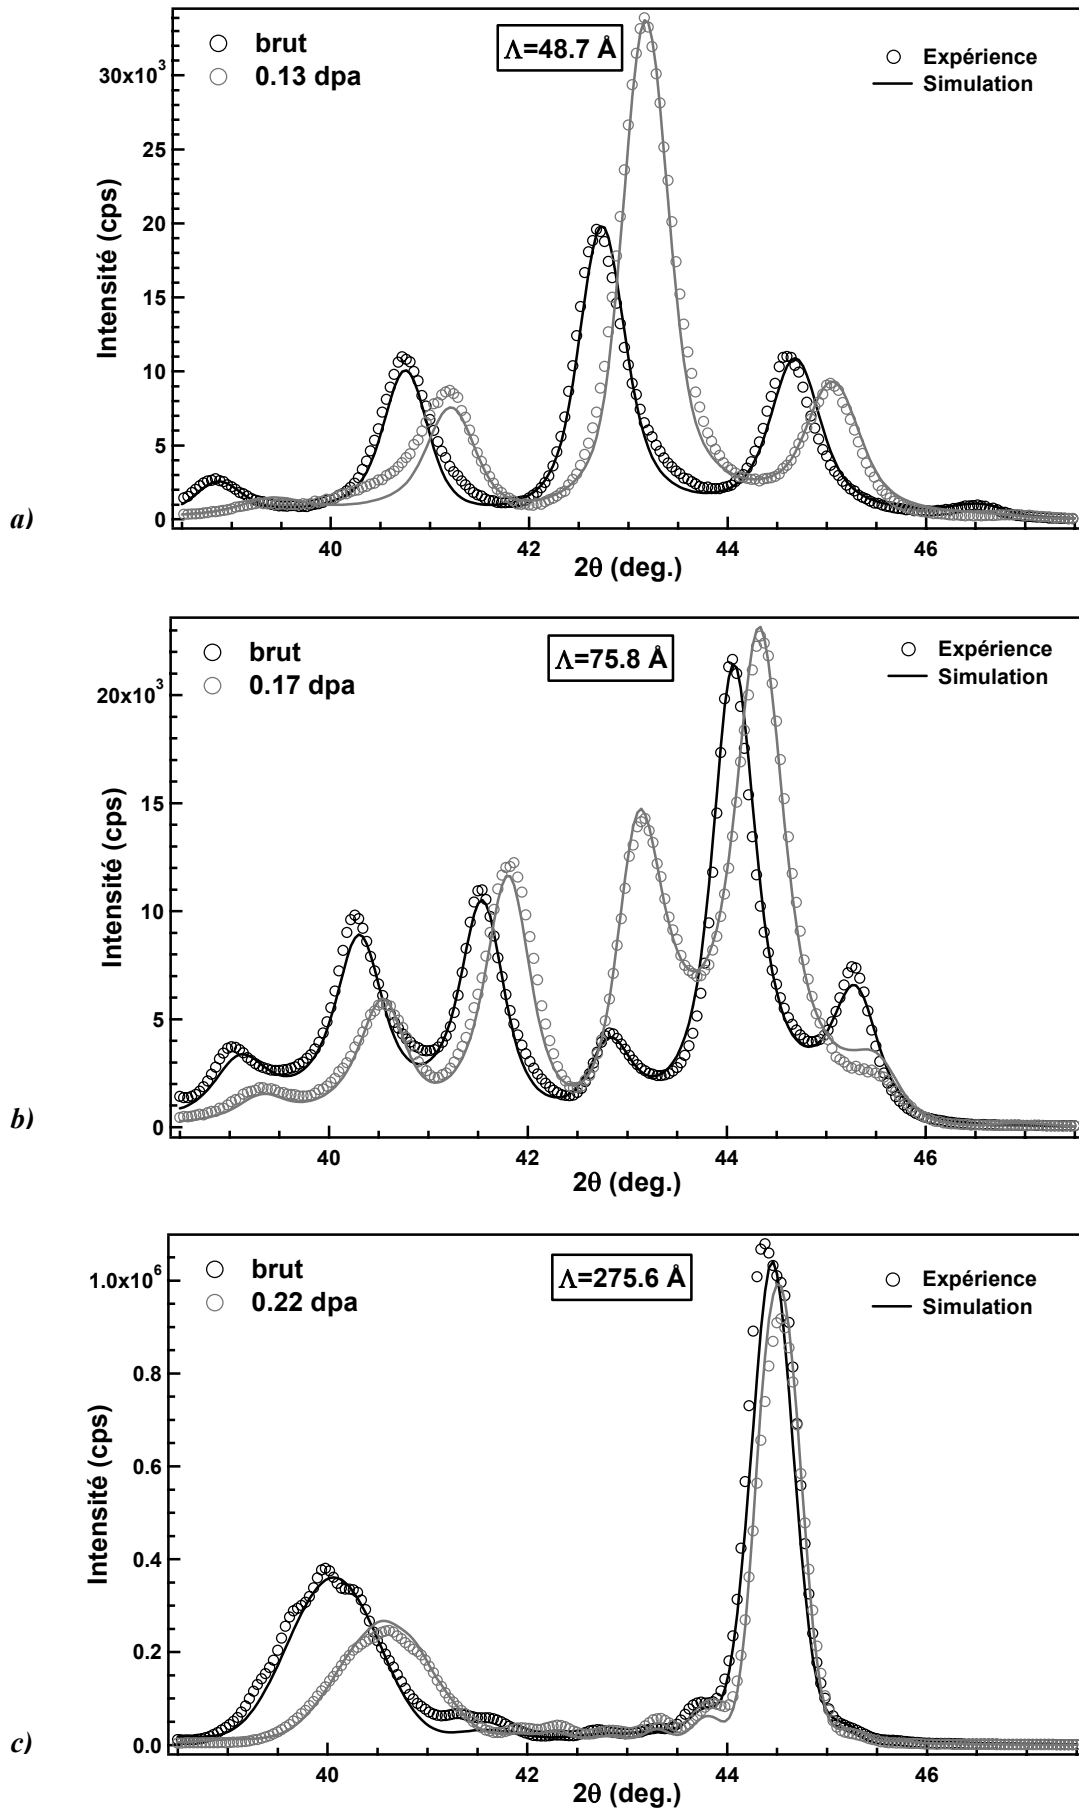 brut
0.13 dpa
Λ=48.7 Å
Expérience
Simulation
30x10³
25
20
15
10
5
0
Intensité (cps)
a)
40
42
44
46
2θ (deg.)
brut
0.17 dpa
Λ=75.8 Å
Expérience
Simulation
20x10³
15
10
5
0
Intensité (cps)
b)
40
42
44
46
2θ (deg.)
brut
0.22 dpa
Λ=275.6 Å
Expérience
Simulation
1.0x10⁶
0.8
0.6
0.4
0.2
0.0
Intensité (cps)
c)
40
42
44
46
2θ (deg.)